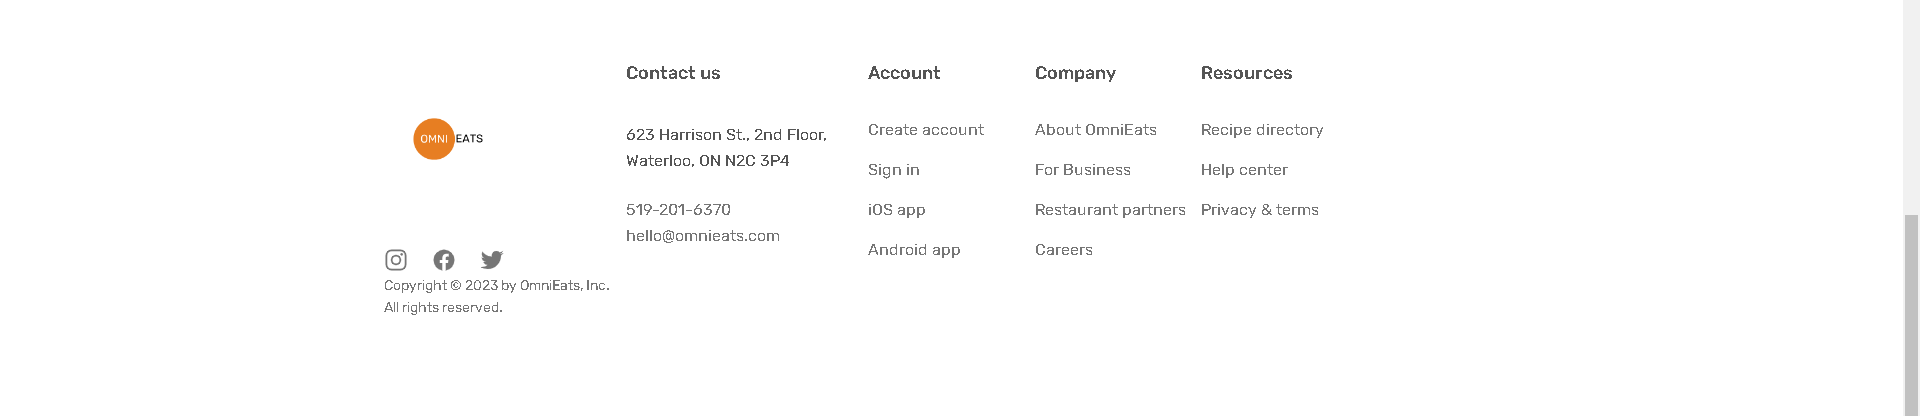 OMNI EATS
Copyright © 2023 by OmniEats, Inc.
All rights reserved.
Contact us
623 Harrison St., 2nd Floor,
Waterloo, ON N2C 3P4
519-201-6370
hello@omnieats.com
Account
Create account
Sign in
iOS app
Android app
Company
About OmniEats
For Business
Restaurant partners
Careers
Resources
Recipe directory
Help center
Privacy & terms